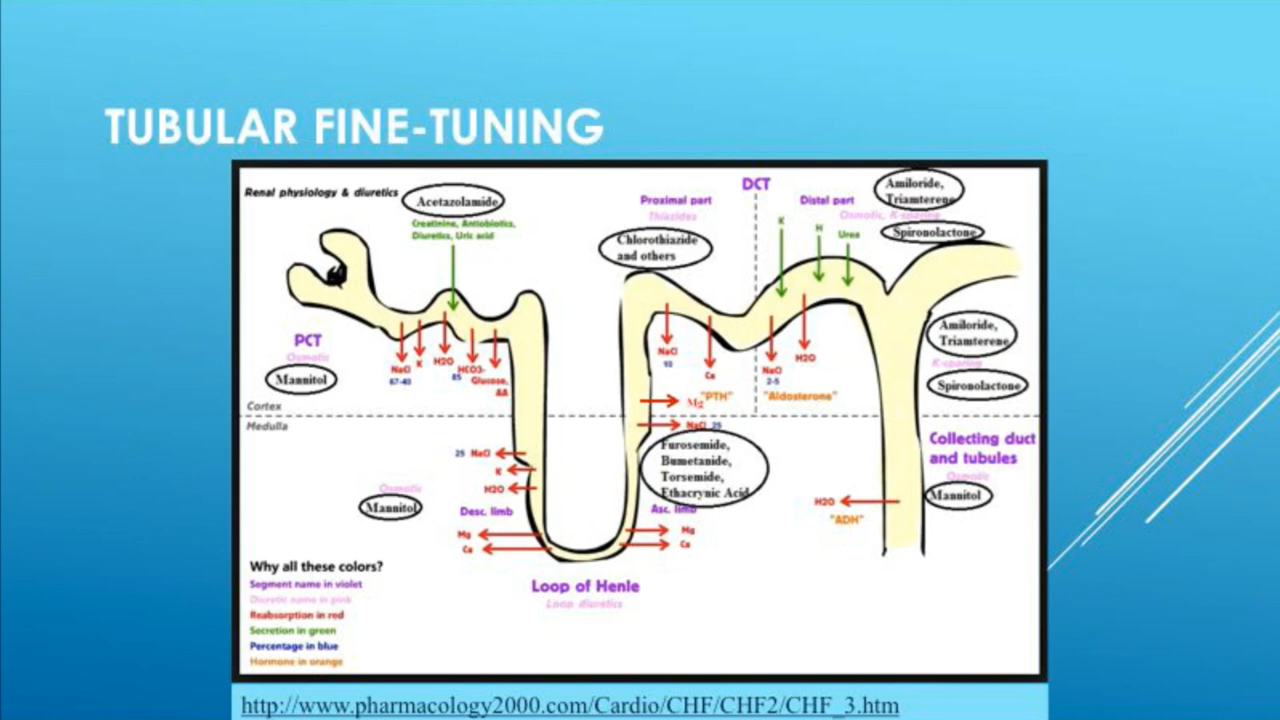 TUBULAR FINE-TUNING
Renal physiology & diuretics
Acetazolamide
Creatinine, Antiobiotics,
Diuretics, Uric acid
PCT
Osmotic
Mannitol
NaCl
67-40
K
H2O
85
HCO3-
Glucose,
AA
Cortex
Medulla
DCT
Proximal part
Thiazides
Chlorothiazide
and others
Distal part
Osmotic, K-sparing
Amiloride,
Triamterene
Spironolactone
K
H
Urea
NaCl
10
Ca
"PTH"
Mg
NaCl 25
NaCl
2-5
H2O
"Aldosterone"
Amiloride,
Triamterene
K-sparing
Spironolactone
25 NaCl
K
H2O
Osmotic
Mannitol
Desc. limb
Mg
Ca
Furosemide,
Bumetanide,
Torsemide,
Ethacrynic Acid
Asc. limb
Mg
Ca
Loop of Henle
Loop diuretics
Collecting duct
and tubules
Osmotic
Mannitol
H2O
"ADH"
Why all these colors?
Segment name in violet
Diuretic name in pink
Reabsorption in red
Secretion in green
Percentage in blue
Hormone in orange
http://www.pharmacology2000.com/Cardio/CHF/CHF2/CHF_3.htm